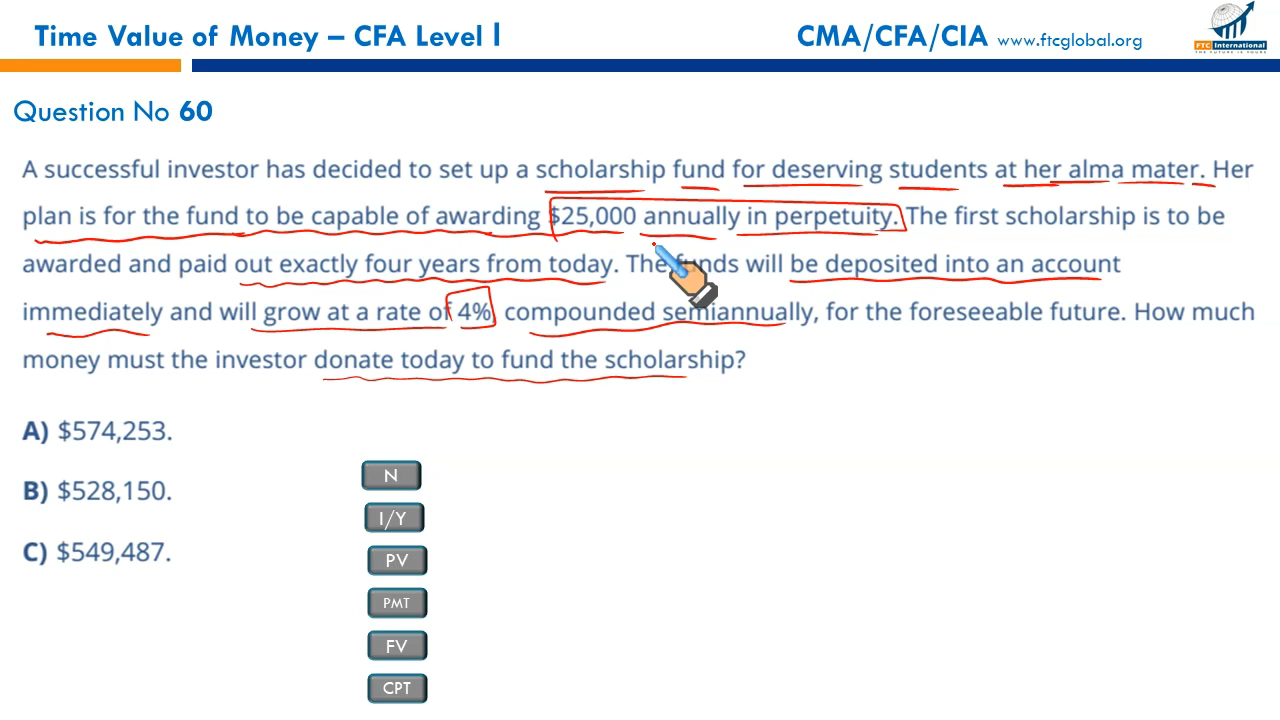 Time Value of Money – CFA Level I
CMA/CFA/CIA www.ftcglobal.org
FTC International
THE FUTURE IS YOURS
Question No 60
A successful investor has decided to set up a scholarship fund for deserving students at her alma mater. Her
plan is for the fund to be capable of awarding $25,000 annually in perpetuity. The first scholarship is to be
awarded and paid out exactly four years from today. The funds will be deposited into an account
immediately and will grow at a rate of 4% compounded semiannually, for the foreseeable future. How much
money must the investor donate today to fund the scholarship?
A) $574,253.
B) $528,150.
C) $549,487.
N
I/Y
PV
PMT
FV
CPT